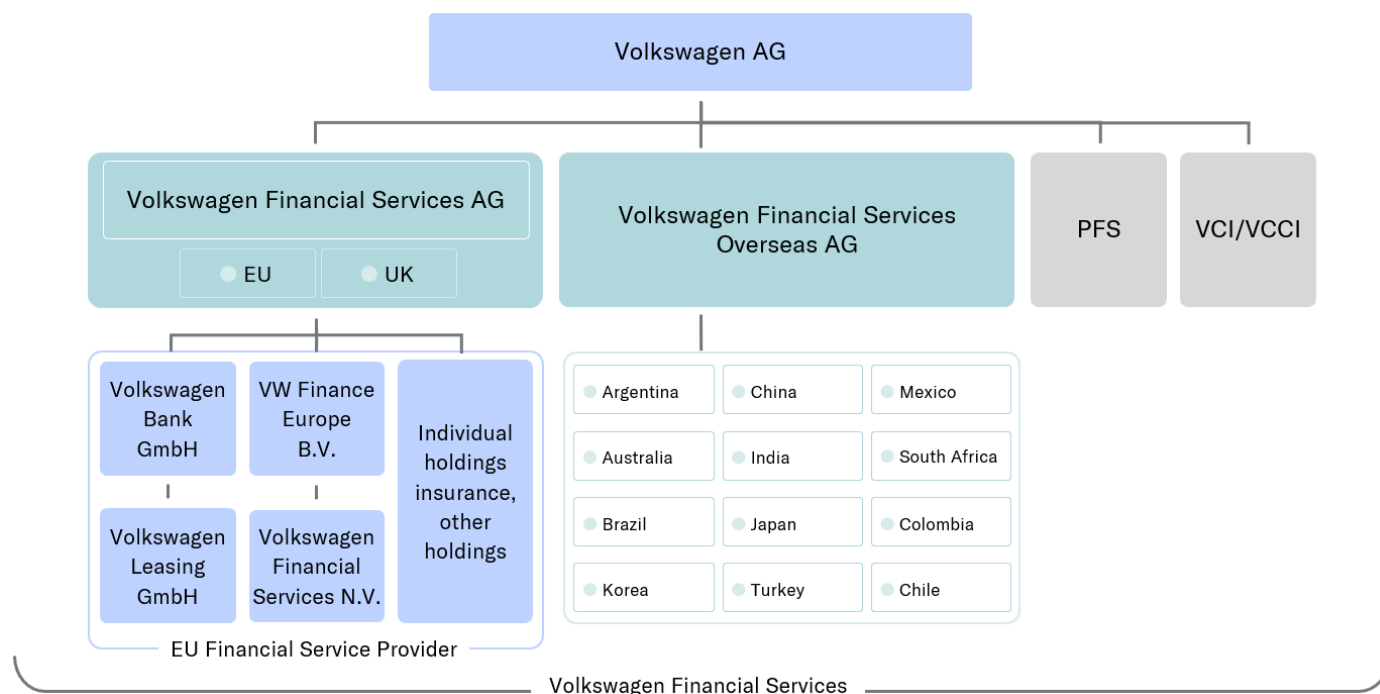 Volkswagen AG
Volkswagen Financial Services AG
EU
UK
Volkswagen Financial Services
Overseas AG
PFS
VCI/VCCI
Volkswagen
Bank
GmbH
VW Finance
Europe
B.V.
Individual
holdings
insurance,
other
holdings
Volkswagen
Leasing
GmbH
Volkswagen
Financial
Services N.V.
EU Financial Service Provider
Argentina
China
Mexico
Australia
India
South Africa
Brazil
Japan
Colombia
Korea
Turkey
Chile
Volkswagen Financial Services